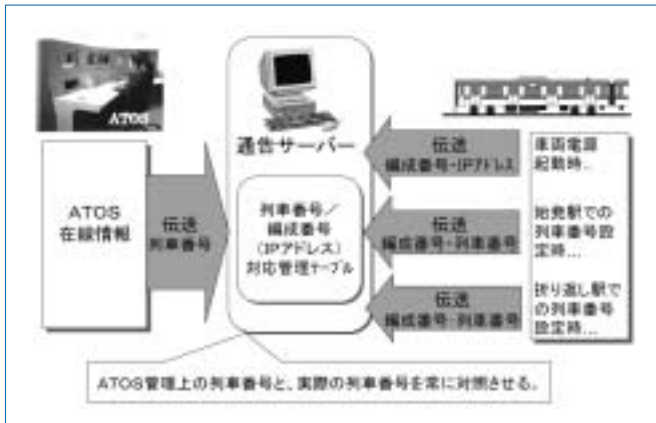 ATOS
ATOS
在線情報
伝送
列車番号
通告サーバー
列車番号／
編成番号
(IPアドレス)
対応管理テーブル
伝送
編成番号・IPアドレス
伝送
編成番号・列車番号
伝送
編成番号・列車番号
車両電源
起動時…
始発駅での
列車番号設
定時…
折り返し駅で
の列車番号
設定時…
ATOS管理上の列車番号と、実際の列車番号を常に対照させる。